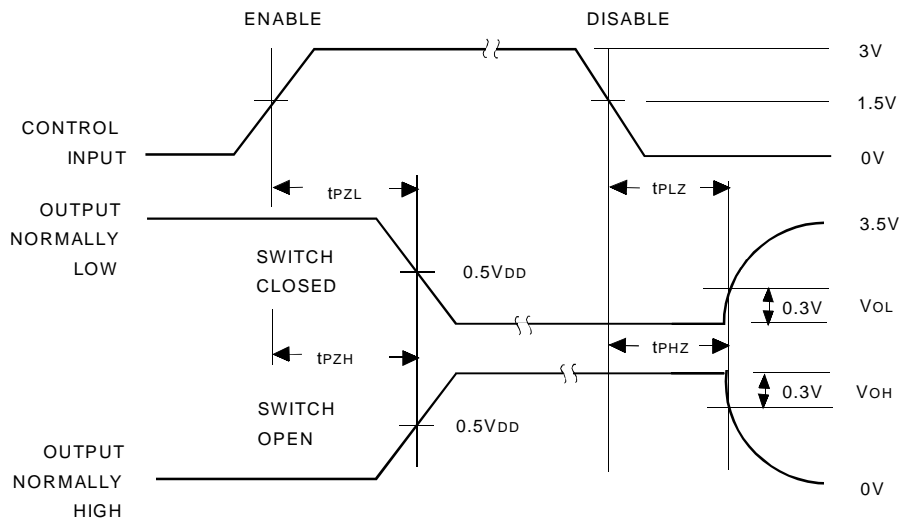 ENABLE
DISABLE
3V
1.5V
CONTROL
INPUT
0V
tPZL
tPLZ
OUTPUT
NORMALLY
LOW
3.5V
SWITCH
CLOSED
0.5VDD
0.3V
VOL
tPZH
tPHZ
0.3V
VOH
SWITCH
OPEN
0.5VDD
OUTPUT
NORMALLY
HIGH
0V